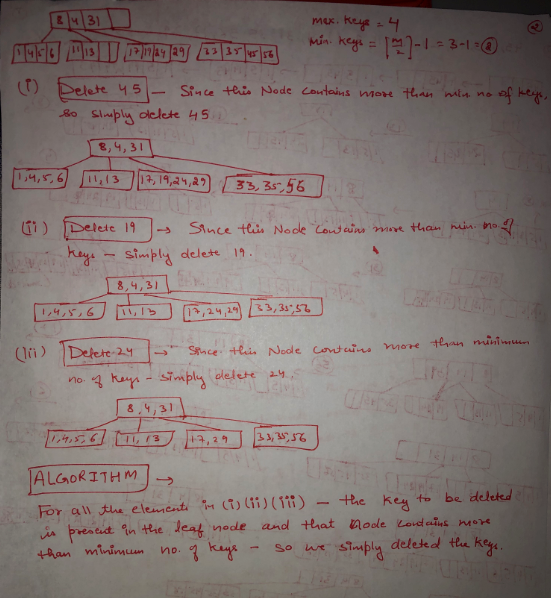 8 4 31
max. keys = 4
1 4 5 6 11 13 17 19 24 29 33 35 45 56
min. keys = ⌈m/2⌉ - 1 = 3 - 1 = 2
(i) Delete 45 — Since this Node contains more than min no of keys,
so simply delete 45
8, 4, 31
1, 4, 5, 6 11, 13 17, 19, 24, 29 33, 35, 56
(ii) Delete 19 → Since this Node contains more than min. no. of
keys — simply delete 19.
8, 4, 31
1, 4, 5, 6 11, 13 17, 24, 29 33, 35, 56
(iii) Delete 24 → Since this Node contains more than minimum
no. of keys - simply delete 24.
8, 4, 31
1, 4, 5, 6 11, 13 17, 29 33, 35, 56
ALGORITHM →
For all the elements in (i) (ii) (iii) — the key to be deleted
is present in the leaf node and that Node contains more
than minimum no. of keys — so we simply deleted the keys.